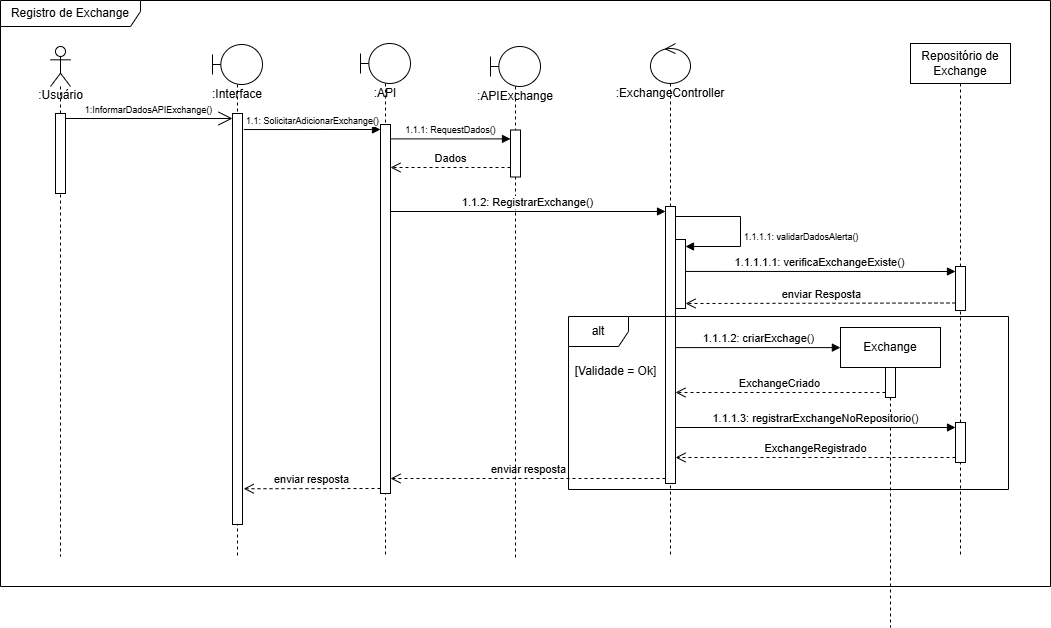 Registro de Exchange
:Usuário
:Interface
:API
:APIExchange
:ExchangeController
Repositório de
Exchange
1:InformarDadosAPIExchange()
1.1: SolicitarAdicionarExchange()
1.1.1: RequestDados()
Dados
1.1.2: RegistrarExchange()
1.1.1.1: validarDadosAlerta()
1.1.1.1.1: verificaExchangeExiste()
enviar Resposta
alt
[Validade = Ok]
1.1.1.2: criarExchage()
Exchange
ExchangeCriado
1.1.1.3: registrarExchangeNoRepositorio()
ExchangeRegistrado
enviar resposta
enviar resposta